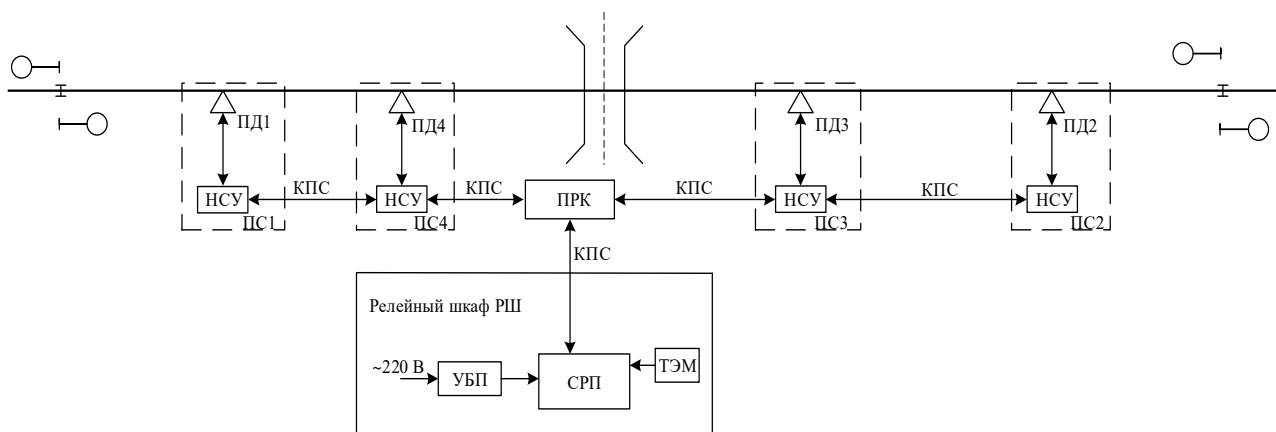 ПД1
ПД4
ПД3
ПД2
НСУ
КПС
НСУ
КПС
ПРК
КПС
НСУ
КПС
НСУ
ПС1
ПС4
ПС3
ПС2
КПС
Релейный шкаф РШ
~220 В
УБП
СРП
ТЭМ